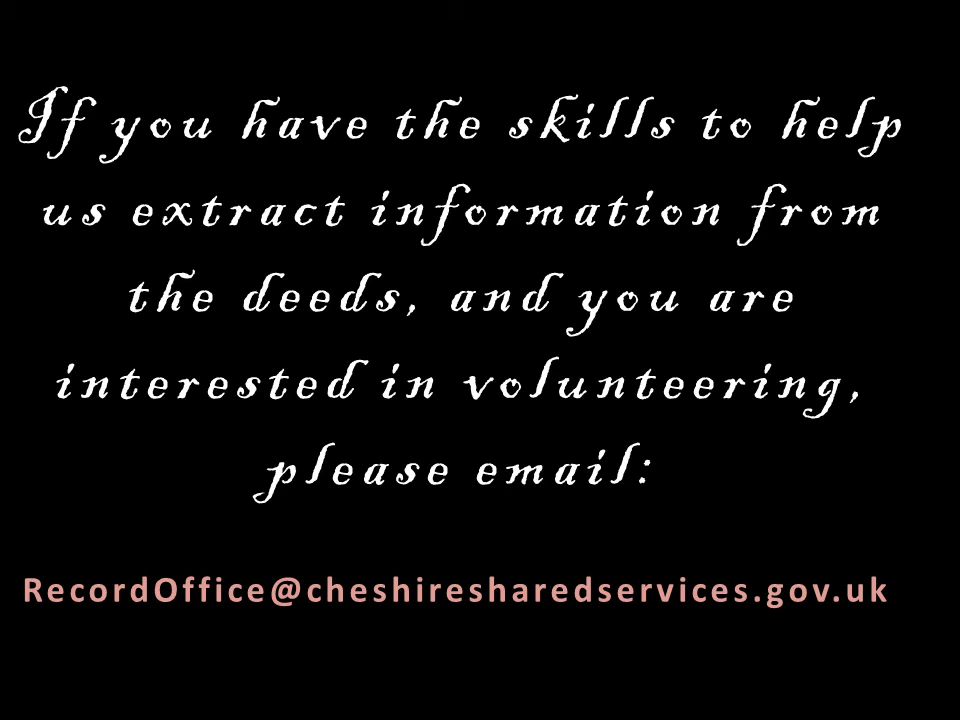 If you have the skills to help
us extract information from
the deeds, and you are
interested in volunteering,
please email:
RecordOffice@cheshiresharedservices.gov.uk